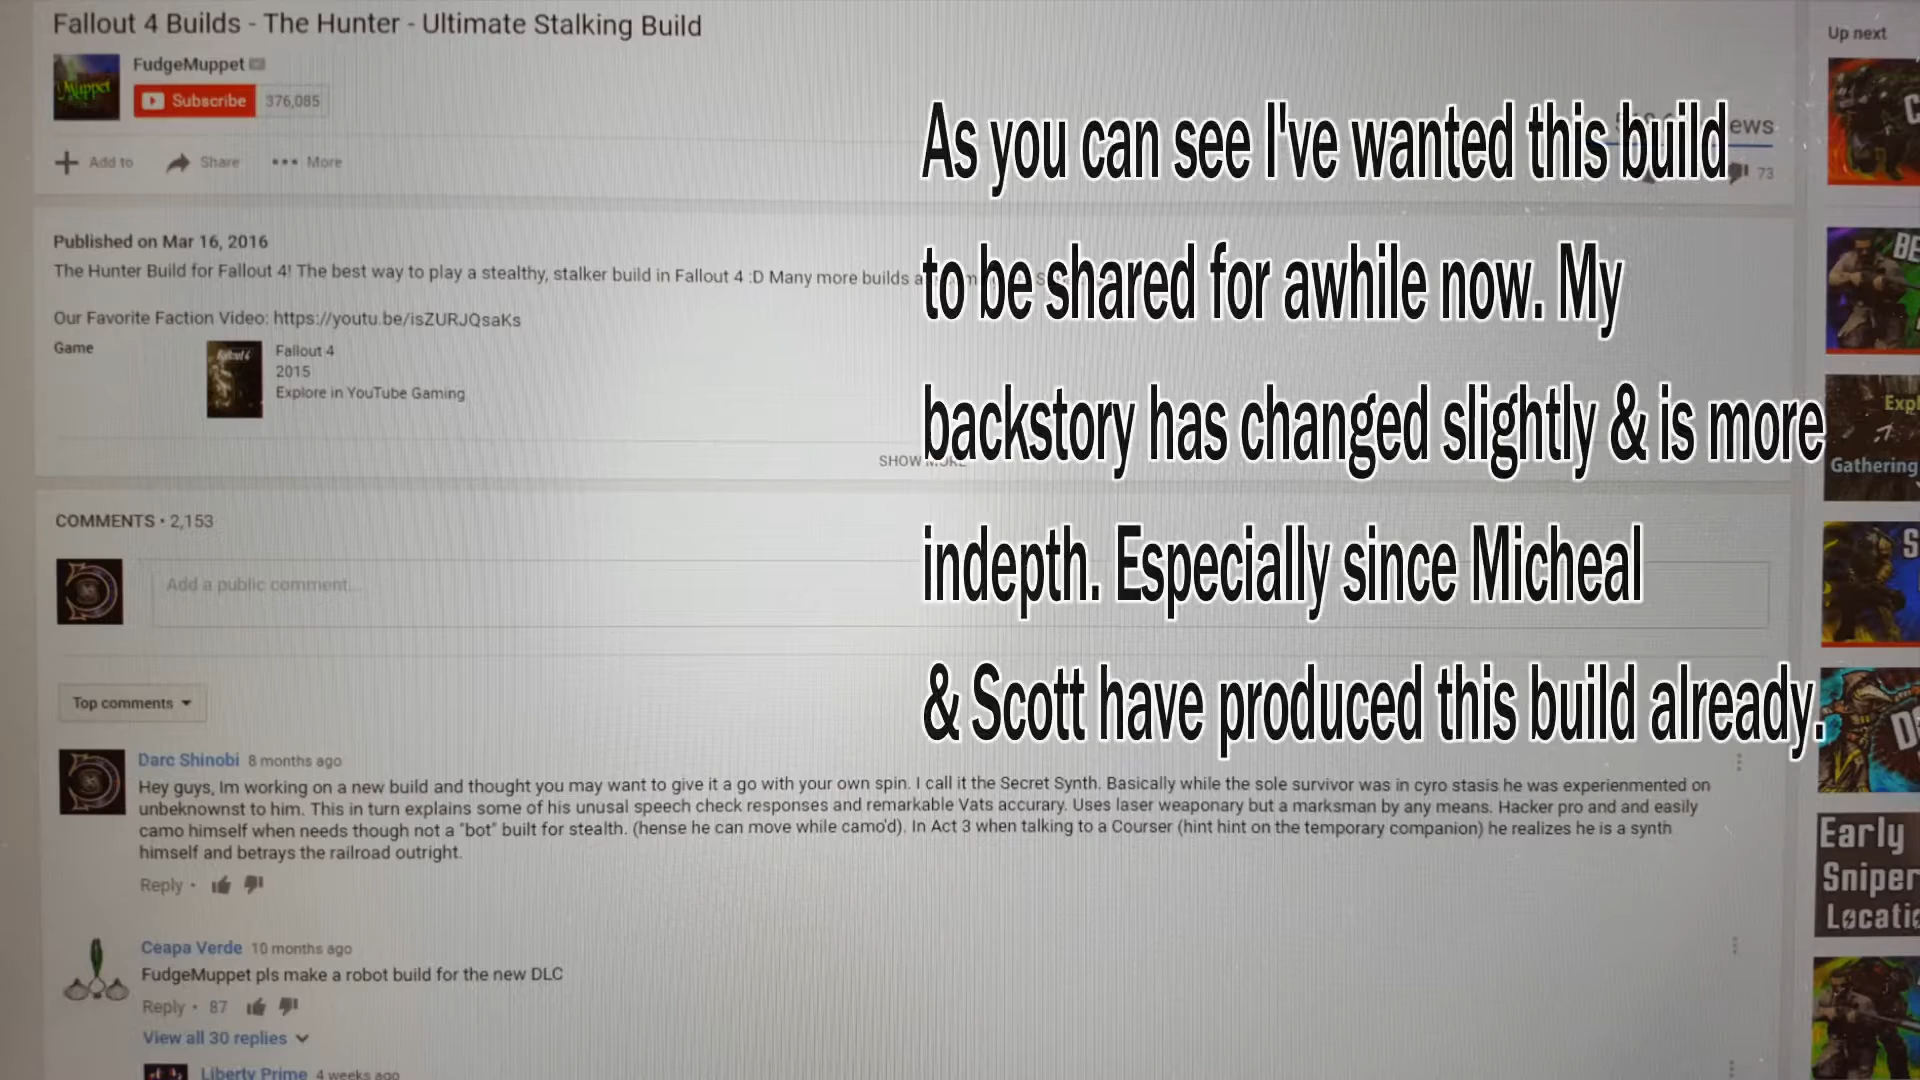 Fallout 4 Builds - The Hunter - Ultimate Stalking Build
FudgeMuppet
Muppet
Subscribe 376,085
Add to Share More
73
Up next
Published on Mar 16, 2016
The Hunter Build for Fallout 4! The best way to play a stealthy, stalker build in Fallout 4 :D Many more builds a
Our Favorite Faction Video: https://youtu.be/isZURJQsaKs
Game
Fallout 4
2015
Explore in YouTube Gaming
SHOW MORE
As you can see I've wanted this build
to be shared for awhile now. My
backstory has changed slightly & is more
indepth. Especially since Micheal
& Scott have produced this build already.
COMMENTS • 2,153
Add a public comment...
Top comments
Darc Shinobi 8 months ago
Hey guys, Im working on a new build and thought you may want to give it a go with your own spin. I call it the Secret Synth. Basically while the sole survivor was in cyro stasis he was experienmented on
unbeknownst to him. This in turn explains some of his unusual speech check responses and remarkable Vats accurary. Uses laser weaponary but a marksman by any means. Hacker pro and and easily
camo himself when needs though not a "bot" built for stealth. (hense he can move while camo'd). In Act 3 when talking to a Courser (hint hint on the temporary companion) he realizes he is a synth
himself and betrays the railroad outright.
Reply •
Ceapa Verde 10 months ago
FudgeMuppet pls make a robot build for the new DLC
Reply • 87
View all 30 replies
Liberty Prime 4 weeks ago
Gathering
Early
Sniper